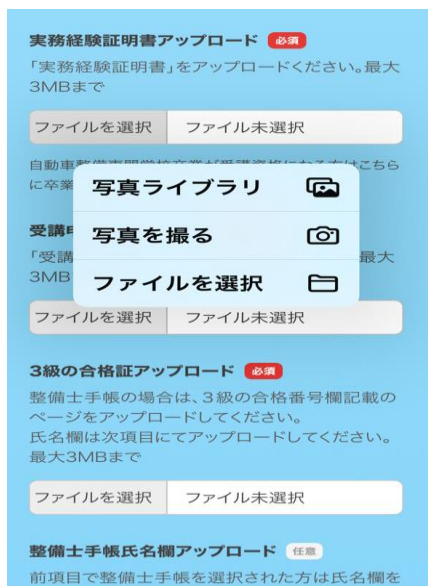 実務経験証明書アップロード 必須
「実務経験証明書」をアップロードください。最大
3MBまで
ファイルを選択 ファイル未選択
自動車整備専門学校卒業が受講資格になる方はこちら
に卒業
写真ライブラリ
写真を撮る
ファイルを選択
受講
「受講 最大
3MB
ファイルを選択 ファイル未選択
3級の合格証アップロード 必須
整備士手帳の場合は、3級の合格番号欄記載の
ページをアップロードしてください。
氏名欄は次項目にてアップロードしてください。
最大3MBまで
ファイルを選択 ファイル未選択
整備士手帳氏名欄アップロード 任意
前項目で整備士手帳を選択された方は氏名欄を